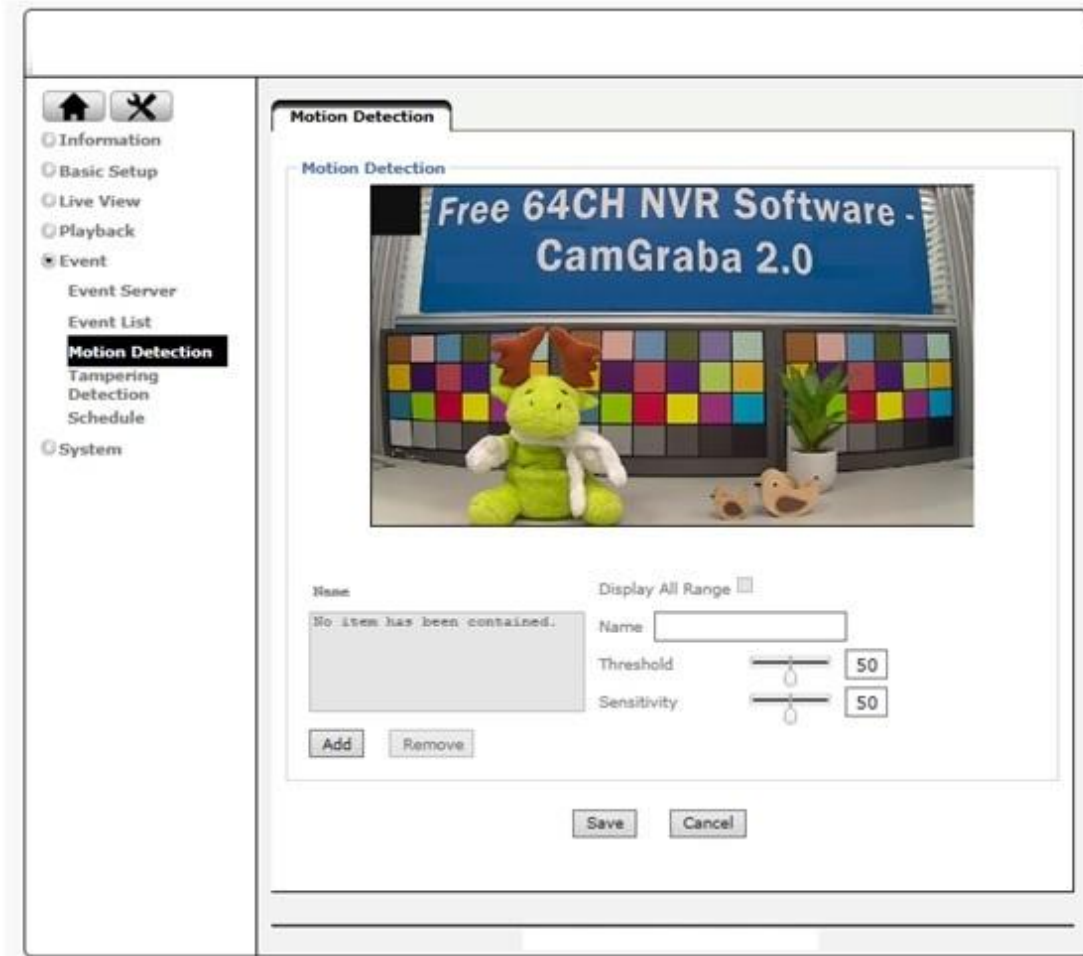 Information
Basic Setup
Live View
Playback
Event
Event Server
Event List
Motion Detection
Tampering
Detection
Schedule
System
Motion Detection
Motion Detection
Free 64CH NVR Software -
CamGraba 2.0
Name
No item has been contained.
Add
Remove
Display All Range
Name
Threshold
50
Sensitivity
50
Save
Cancel